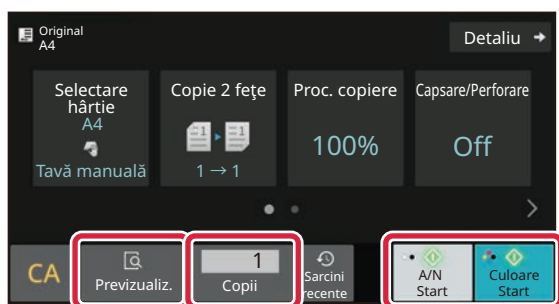 Original
A4
Detaliu
Selectare
hârtie
A4
Tavă manuală
Copie 2 feţe
1 → 1
Proc. copiere
100%
Capsare/Perforare
Off
CA
Previzualiz.
1
Copii
Sarcini
recente
A/N
Start
Culoare
Start